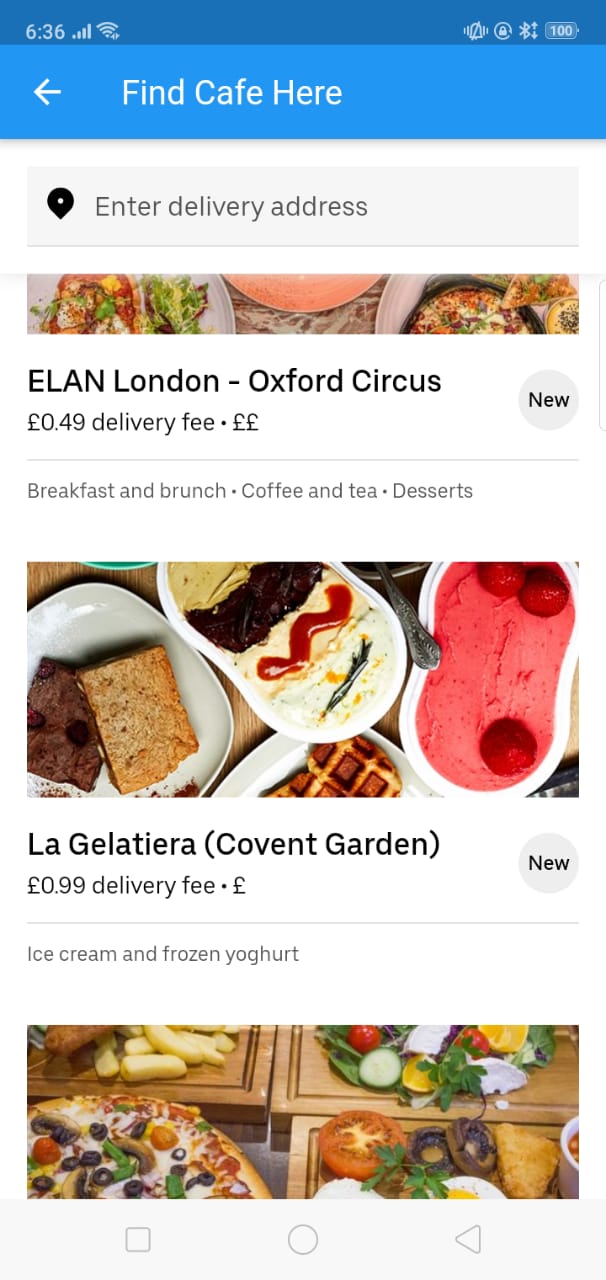 6:36
100
Find Cafe Here
Enter delivery address
ELAN London - Oxford Circus
£0.49 delivery fee • ££
New
Breakfast and brunch • Coffee and tea • Desserts
La Gelatiera (Covent Garden)
£0.99 delivery fee • £
New
Ice cream and frozen yoghurt